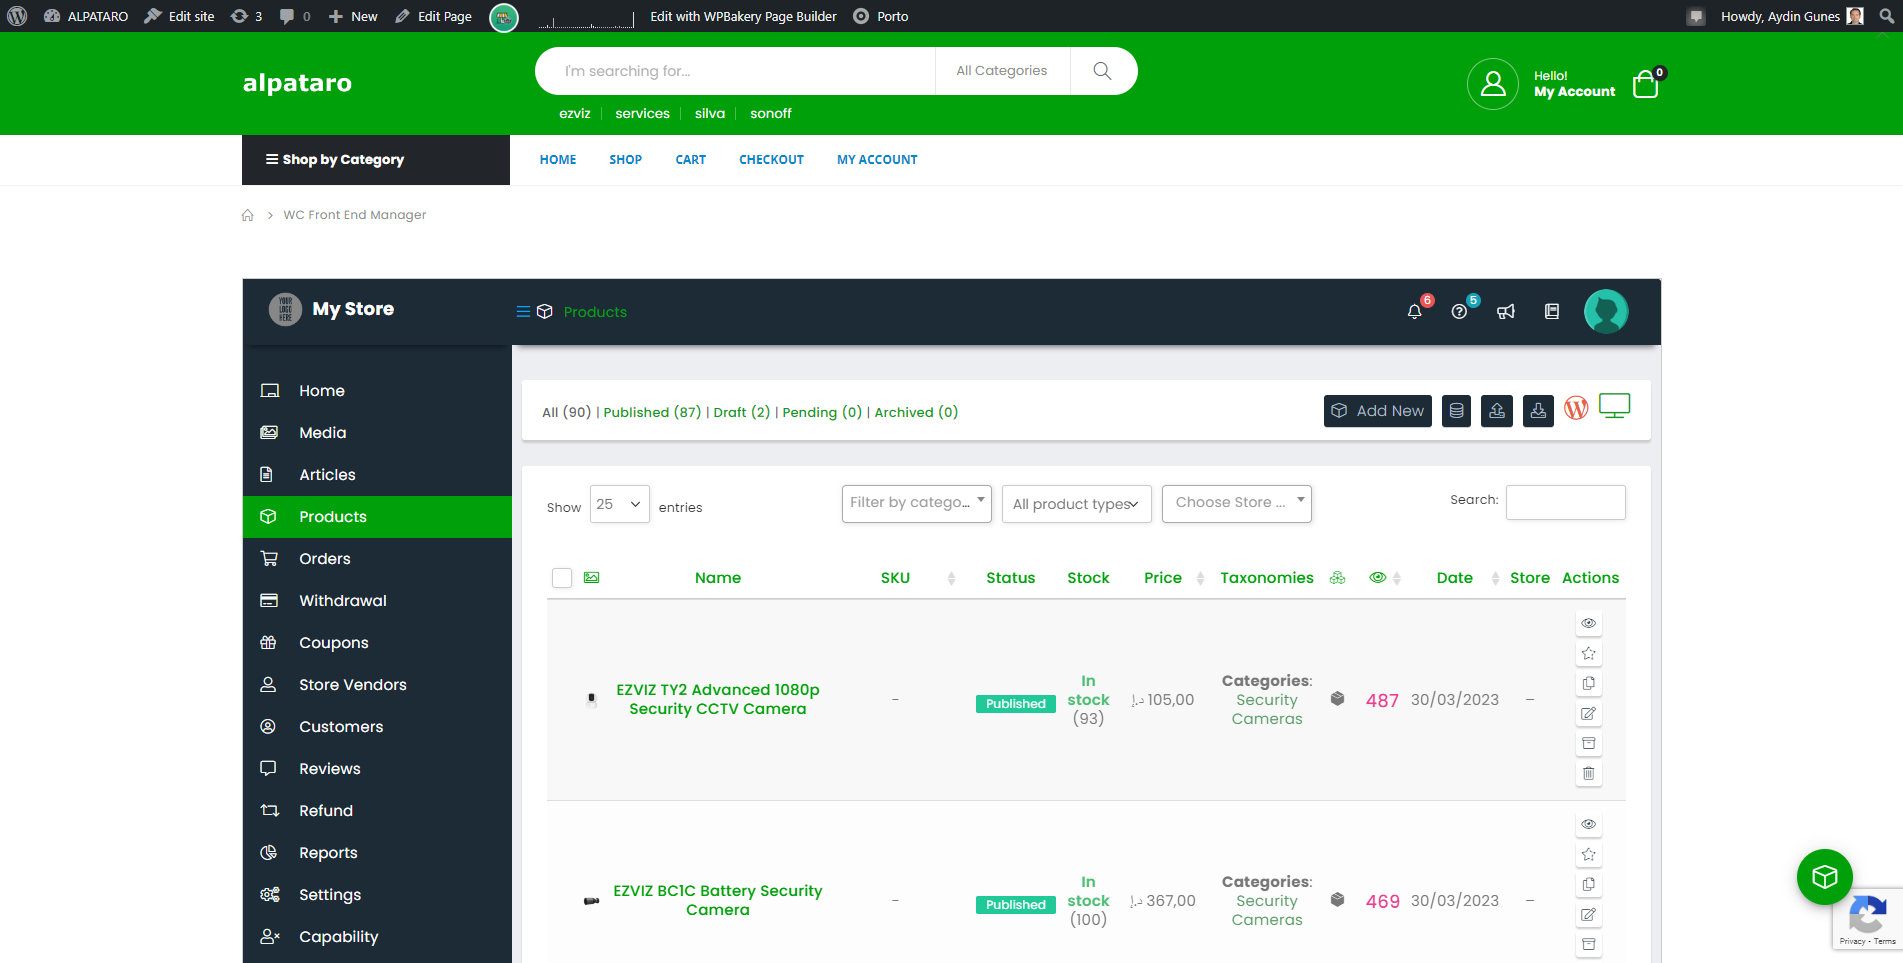 ALPATARO Edit site 3 0 New Edit Page Edit with WPBakery Page Builder Porto Howdy, Aydin Gunes
alpataro
I'm searching for... All Categories
ezviz services silva sonoff
Hello!
My Account
0
Shop by Category HOME SHOP CART CHECKOUT MY ACCOUNT
WC Front End Manager
YOUR
LOGO
HERE
My Store Products 6 5
Home
Media
Articles
Products
Orders
Withdrawal
Coupons
Store Vendors
Customers
Reviews
Refund
Reports
Settings
Capability
All (90) | Published (87) | Draft (2) | Pending (0) | Archived (0) Add New
Show 25 entries Filter by catego... All product types Choose Store ... Search:
Name SKU Status Stock Price Taxonomies Date Store Actions
EZVIZ TY2 Advanced 1080p
Security CCTV Camera
–
Published
In
stock
(93)
د.إ 105,00
Categories:
Security
Cameras
487
30/03/2023
–
EZVIZ BC1C Battery Security
Camera
–
Published
In
stock
(100)
د.إ 367,00
Categories:
Security
Cameras
469
30/03/2023
–
Privacy - Terms